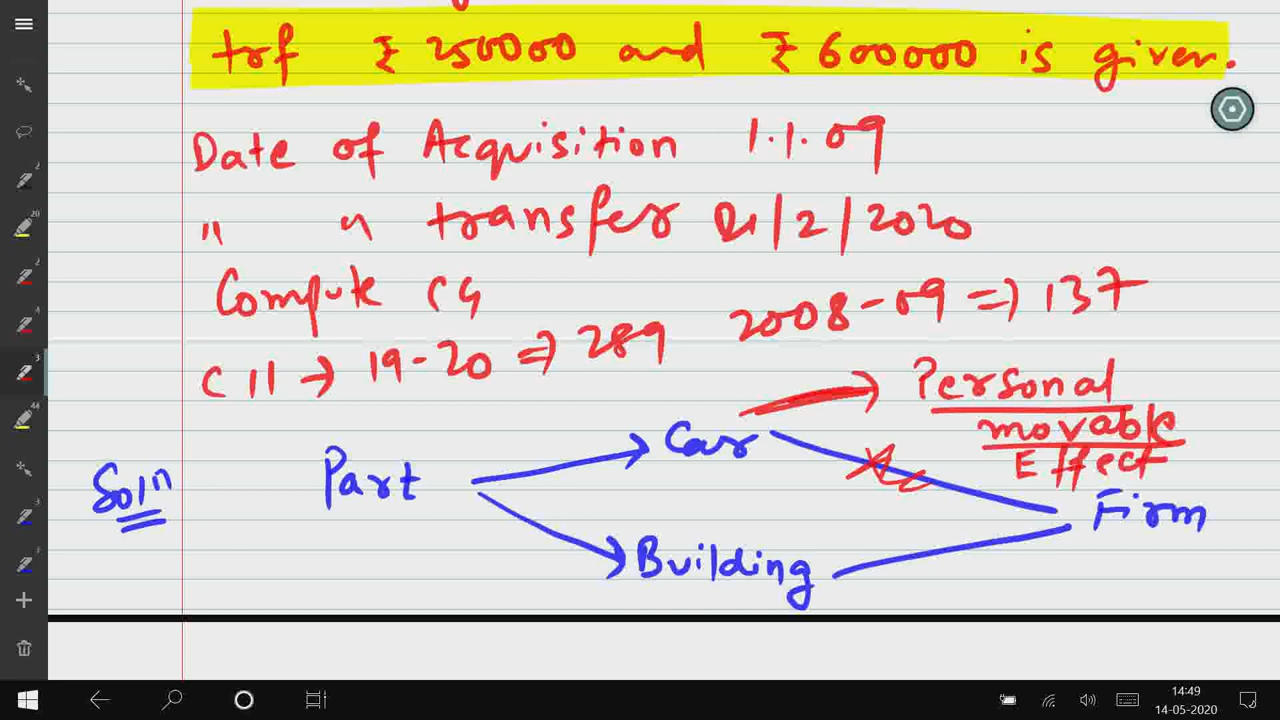 trf ₹ 250000 and ₹ 600000 is given.
Date of Acquisition 1.1.09
" " transfer 21/2/2020
Compute CG
CII → 19-20 ⇒ 289 2008-09 ⇒ 137
Personal
movable
Effect
Car
Soln
Part
Firm
Building
14:49
14-05-2020